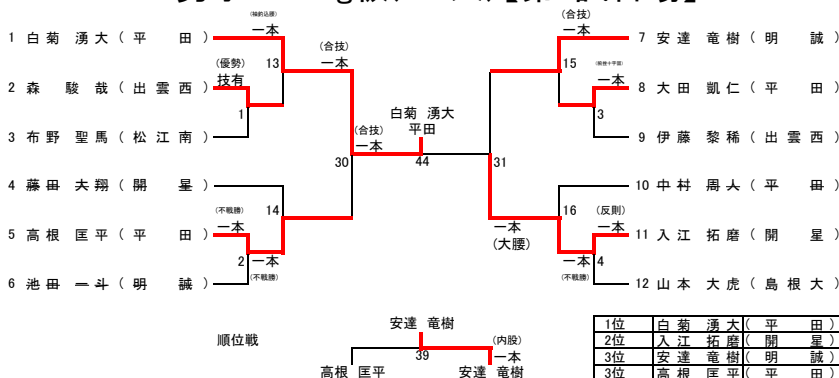 1 白菊 湧大 ( 平 田 )
(袖釣込腰)
一本
13
(合技)
一本
(優勢)
技有
2 森 駿哉 ( 出雲西 )
1
3 布野 聖馬 ( 松江南 )
30
4 藤田 大翔 ( 開 星 )
14
(不戦勝)
一本
5 高根 匡平 ( 平 田 )
2
一本
(不戦勝)
6 池田 一斗 ( 明 誠 )
白菊 湧大
平田
(合技)
一本
44
(合技)
一本
7 安達 竜樹 ( 明 誠 )
15
一本
8 大田 凱仁 ( 平 田 )
3
9 伊藤 黎稀 ( 出雲西 )
31
10 中村 周人 ( 平 田 )
16
(反則)
一本
11 入江 拓磨 ( 開 星 )
一本
(大腰)
一本
4
(不戦勝)
12 山本 大虎 ( 島根大 )
順位戦
安達 竜樹
(内股)
39
一本
高根 匡平
安達 竜樹
1位 白菊 湧大 ( 平 田 )
2位 入江 拓磨 ( 開 星 )
3位 安達 竜樹 ( 明 誠 )
3位 高根 匡平 ( 平 田 )